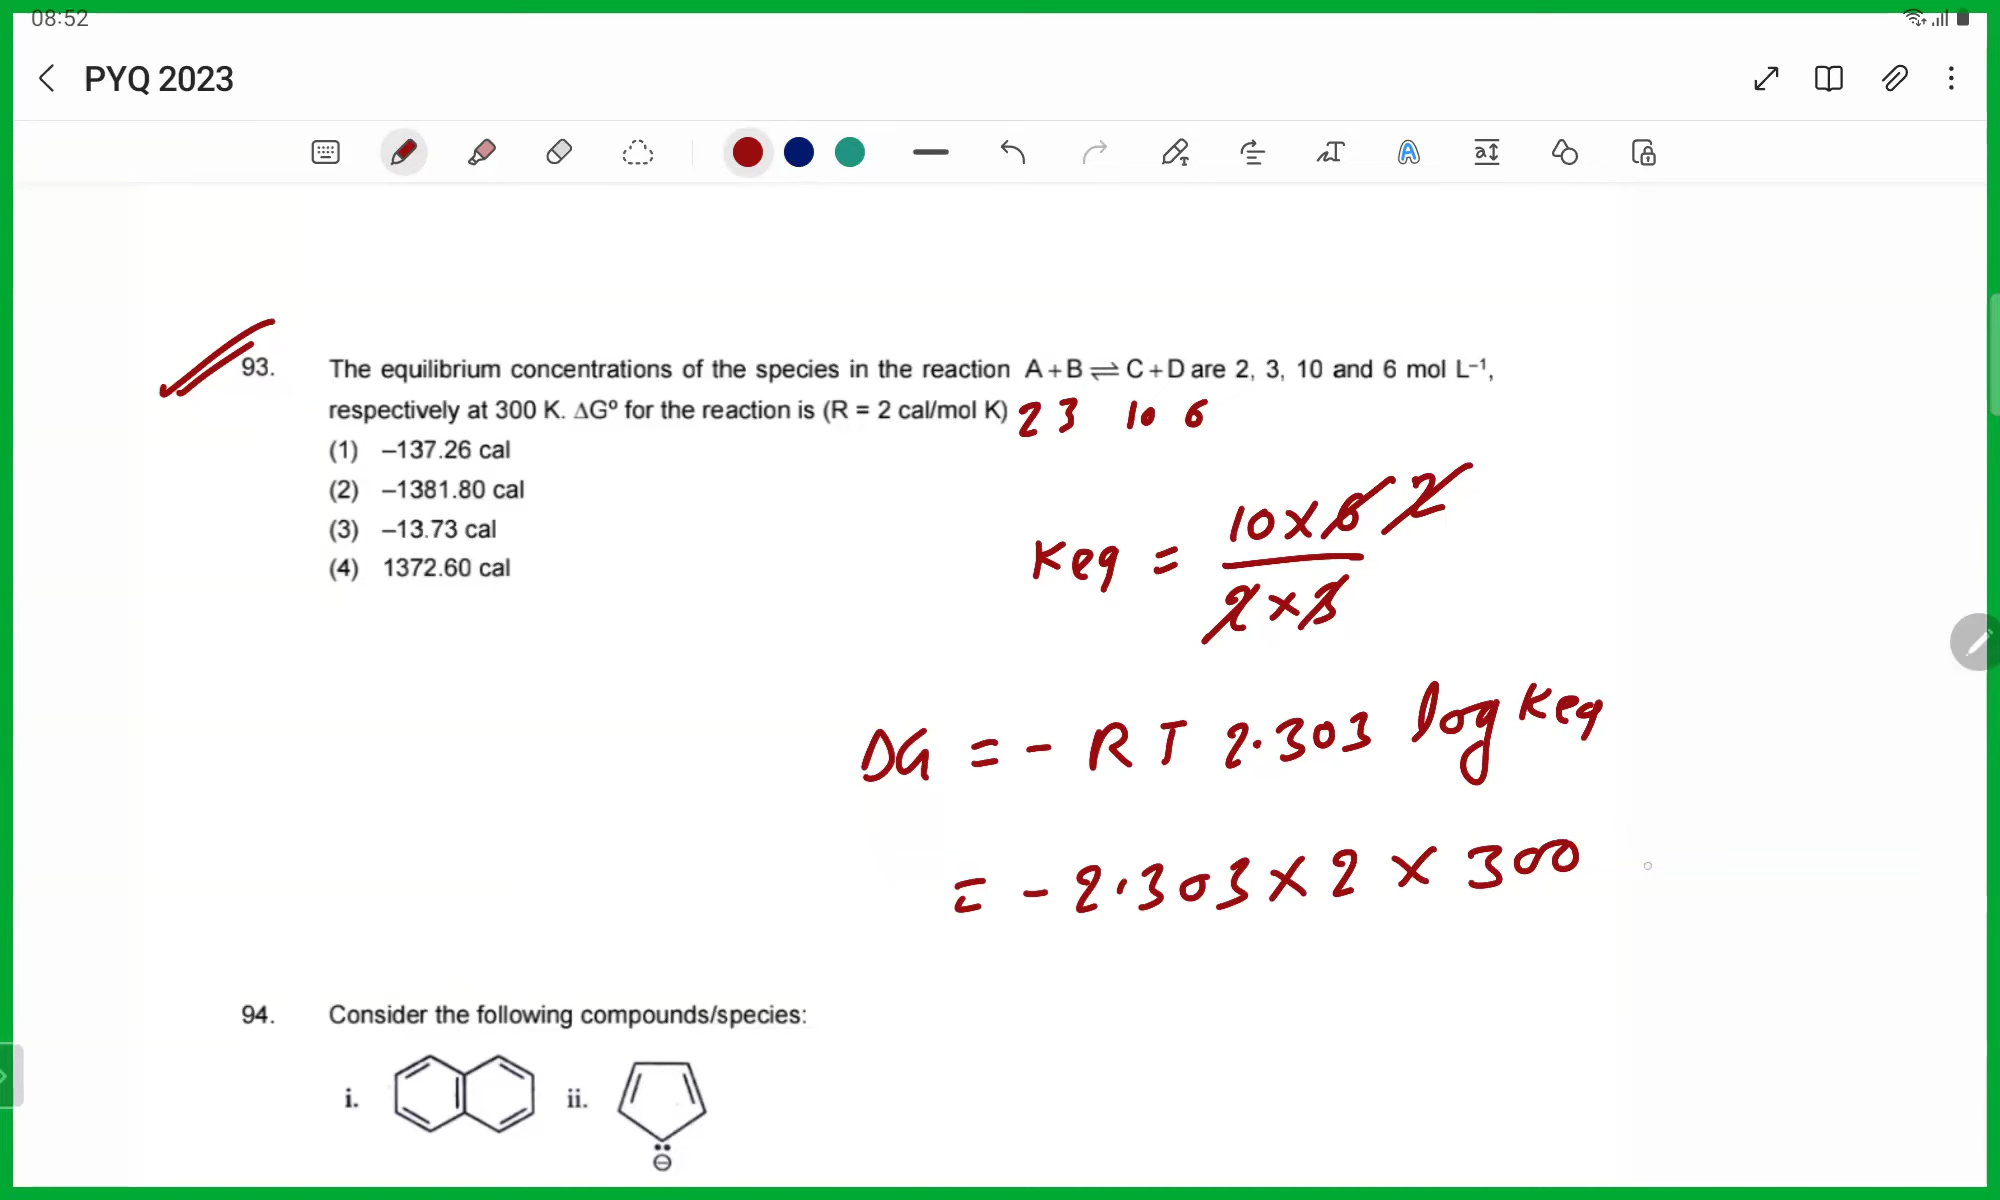 08:52
PYQ 2023
93. The equilibrium concentrations of the species in the reaction A+B⇌C+D are 2, 3, 10 and 6 mol L⁻¹,
respectively at 300 K. ΔGº for the reaction is (R = 2 cal/mol K) 2 3 10 6
(1) –137.26 cal
(2) –1381.80 cal
(3) –13.73 cal
(4) 1372.60 cal
Keq = 10×6 2
2×3
ΔG = - RT 2.303 log Keq
= - 2.303 × 2 × 300
94. Consider the following compounds/species:
i. ii.